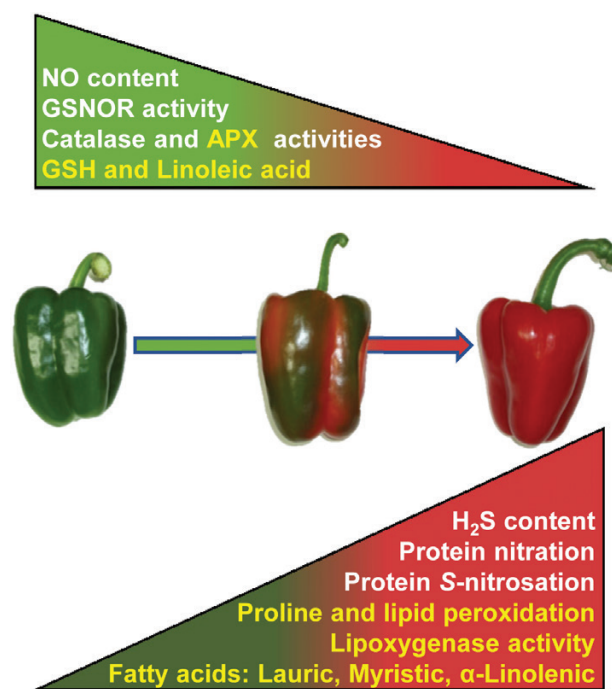 NO content
GSNOR activity
Catalase and APX activities
GSH and Linoleic acid
H₂S content
Protein nitration
Protein S-nitrosation
Proline and lipid peroxidation
Lipoxygenase activity
Fatty acids: Lauric, Myristic, α-Linolenic